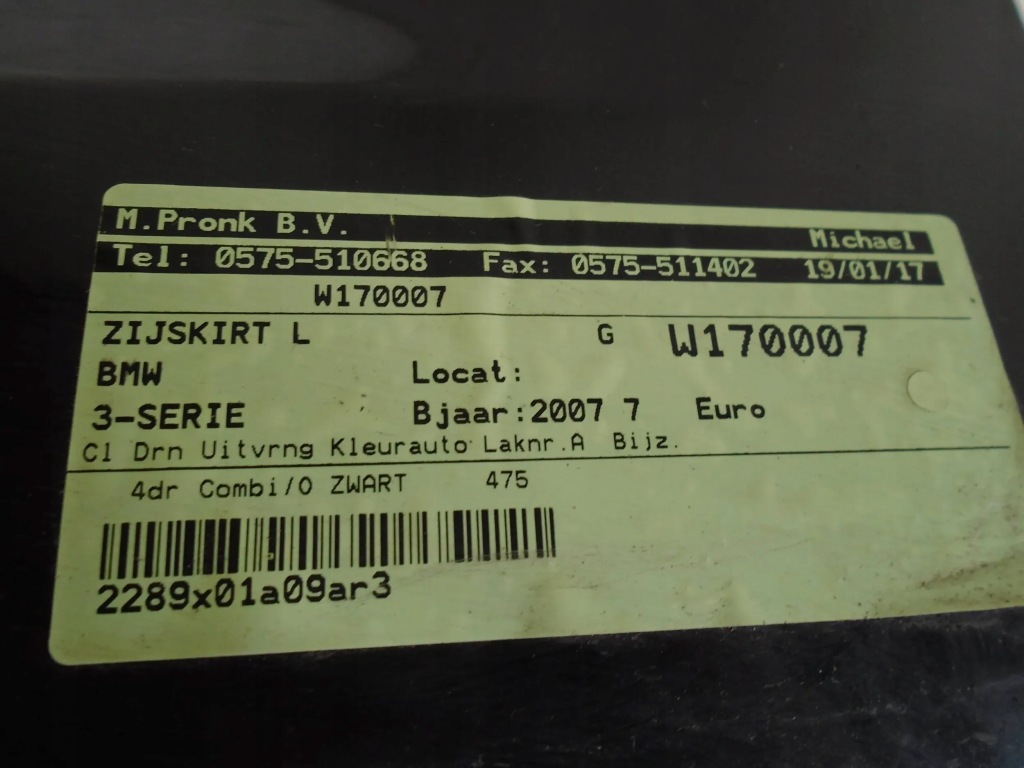 M.Pronk B.V. Michael
Tel: 0575-510668 Fax: 0575-511402 19/01/17
W170007
ZIJSKIRT L G W170007
BMW Locat:
3-SERIE Bjaar:2007 7 Euro
Cl Drn Uitvrng Kleurauto Laknr.A Bijz.
4dr Combi/O ZWART 475
2289x01a09ar3